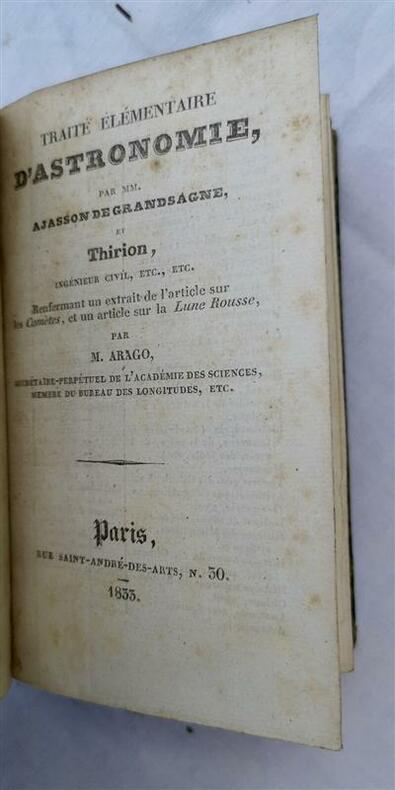 TRAITÉ ÉLÉMENTAIRE
D'ASTRONOMIE,
PAR MM.
AJASSON DE GRANDSAGNE,
ET
Thirion,
INGÉNIEUR CIVIL, ETC., ETC.
Renfermant un extrait de l'article sur
les Comètes, et un article sur la Lune Rousse,
PAR
M. ARAGO,
SECRÉTAIRE-PERPÉTUEL DE L'ACADÉMIE DES SCIENCES,
MEMBRE DU BUREAU DES LONGITUDES, ETC.
Paris,
RUE SAINT-ANDRÉ-DES-ARTS, N. 30.
1833.